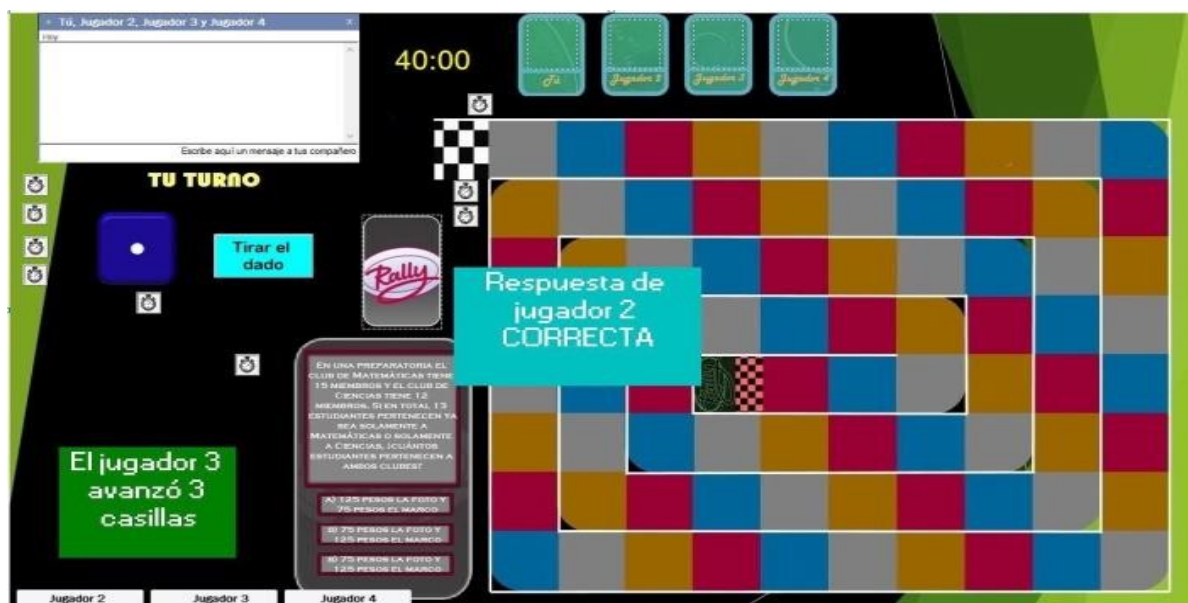 Tú, Jugador 2, Jugador 3 y Jugador 4
x
Hoy
Escribe aquí un mensaje a tus compañero
40:00
Tú
Jugador 2
Jugador 3
Jugador 4
TU TURNO
Tirar el
dado
Rally
Respuesta de
jugador 2
CORRECTA
En una preparatoria el
club de Matemáticas tiene
15 miembros y el club de
Ciencias tiene 12
miembros. Si en total 13
estudiantes pertenecen ya
sea solamente a
Matemáticas o solamente
a Ciencias, ¿cuántos
estudiantes pertenecen a
ambos clubes?
A) 125 pesos la foto y
75 pesos el marco
B) 75 pesos la foto y
125 pesos el marco
B) 75 pesos la foto y
125 pesos el marco
El jugador 3
avanzó 3
casillas
Jugador 2
Jugador 3
Jugador 4